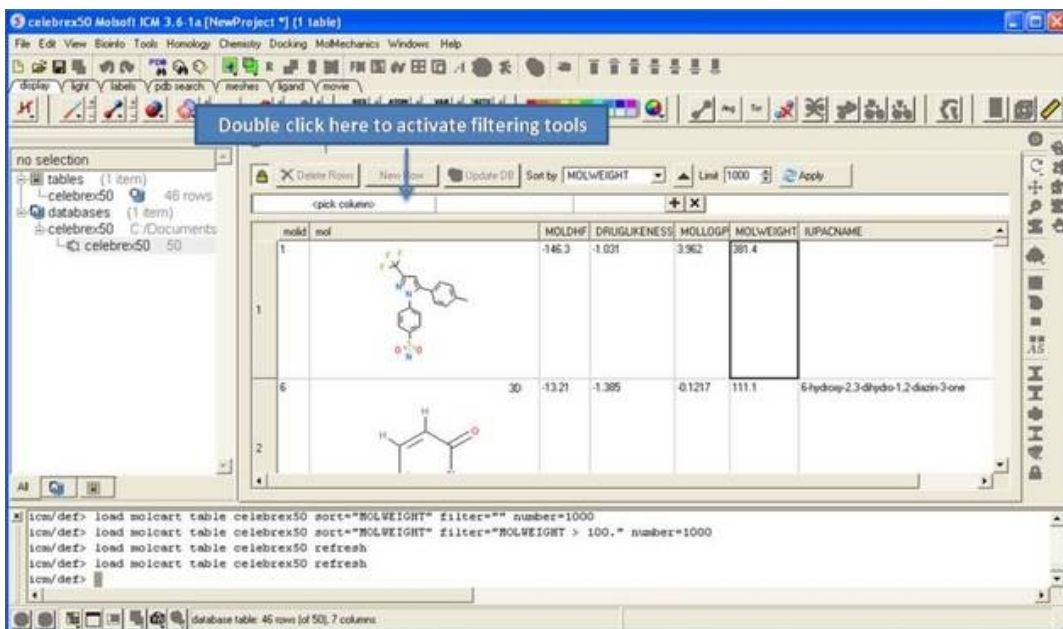 celebrex50 Molsoft ICM 3.6-1a [NewProject *] (1 table)
File Edit View Bioinfo Tools Homology Chemistry Docking MolMechanics Windows Help
display light labels pdb search meshes ligand movie
Double click here to activate filtering tools
no selection
tables (1 item)
celebrex50 46 rows
databases (1 item)
celebrex50 C:/Documents
celebrex50 50
All
Delete Rows New Row Update DB Sort by MOLWEIGHT Limit 1000 Apply
<pick column> + x
molid mol MOLDHF DRUGLIKENESS MOLLOGP MOLWEIGHT IUPACNAME
1 1 -146.3 -1.031 3.962 381.4
2 6 3D -13.21 -1.385 -0.1217 111.1 6-hydroxy-2,3-dihydro-1,2-diazin-3-one
icm/def> load molcart table celebrex50 sort="MOLWEIGHT" filter="" number=1000
icm/def> load molcart table celebrex50 sort="MOLWEIGHT" filter="MOLWEIGHT > 100." number=1000
icm/def> load molcart table celebrex50 refresh
icm/def> load molcart table celebrex50 refresh
icm/def>
database table: 46 rows (of 50), 7 columns